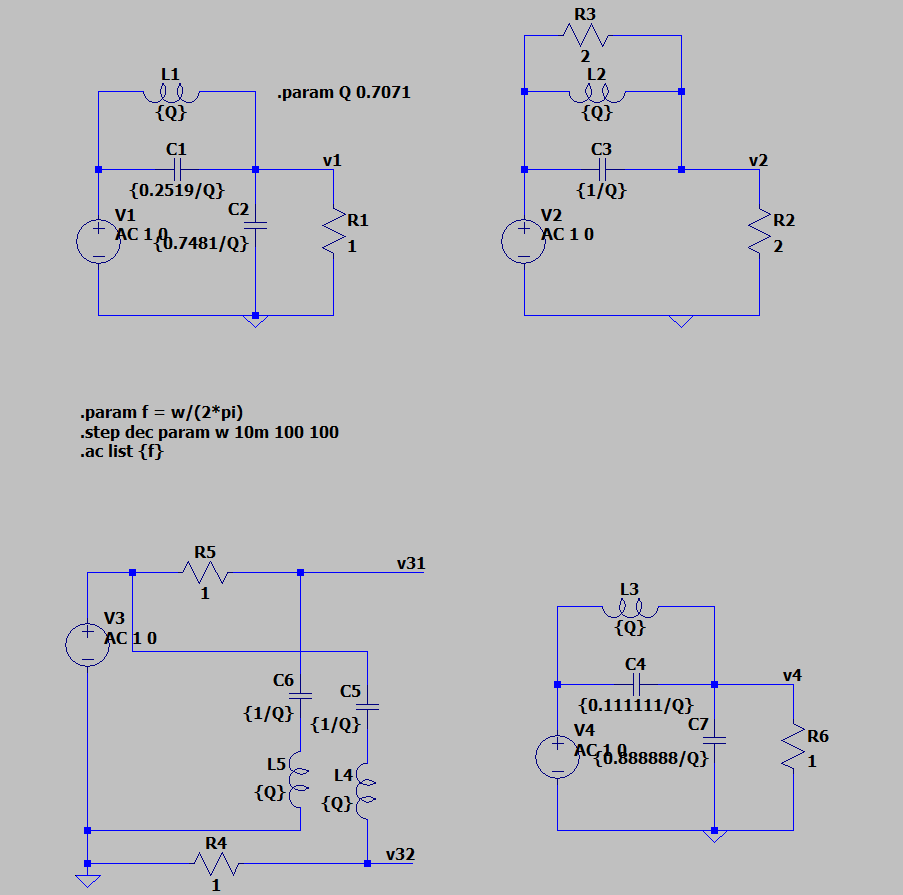 R3
2
L1
.param Q 0.7071
{Q}
L2
{Q}
C1
{0.2519/Q}
v1
C3
{1/Q}
v2
V1
AC 1 0
C2
{0.7481/Q}
R1
1
V2
AC 1 0
R2
2
.param f = w/(2*pi)
.step dec param w 10m 100 100
.ac list {f}
R5
1
v31
V3
AC 1 0
C6
{1/Q}
C5
{1/Q}
L5
{Q}
L4
{Q}
R4
1
v32
L3
{Q}
C4
{0.111111/Q}
v4
V4
AC 1 0
C7
{0.888888/Q}
R6
1